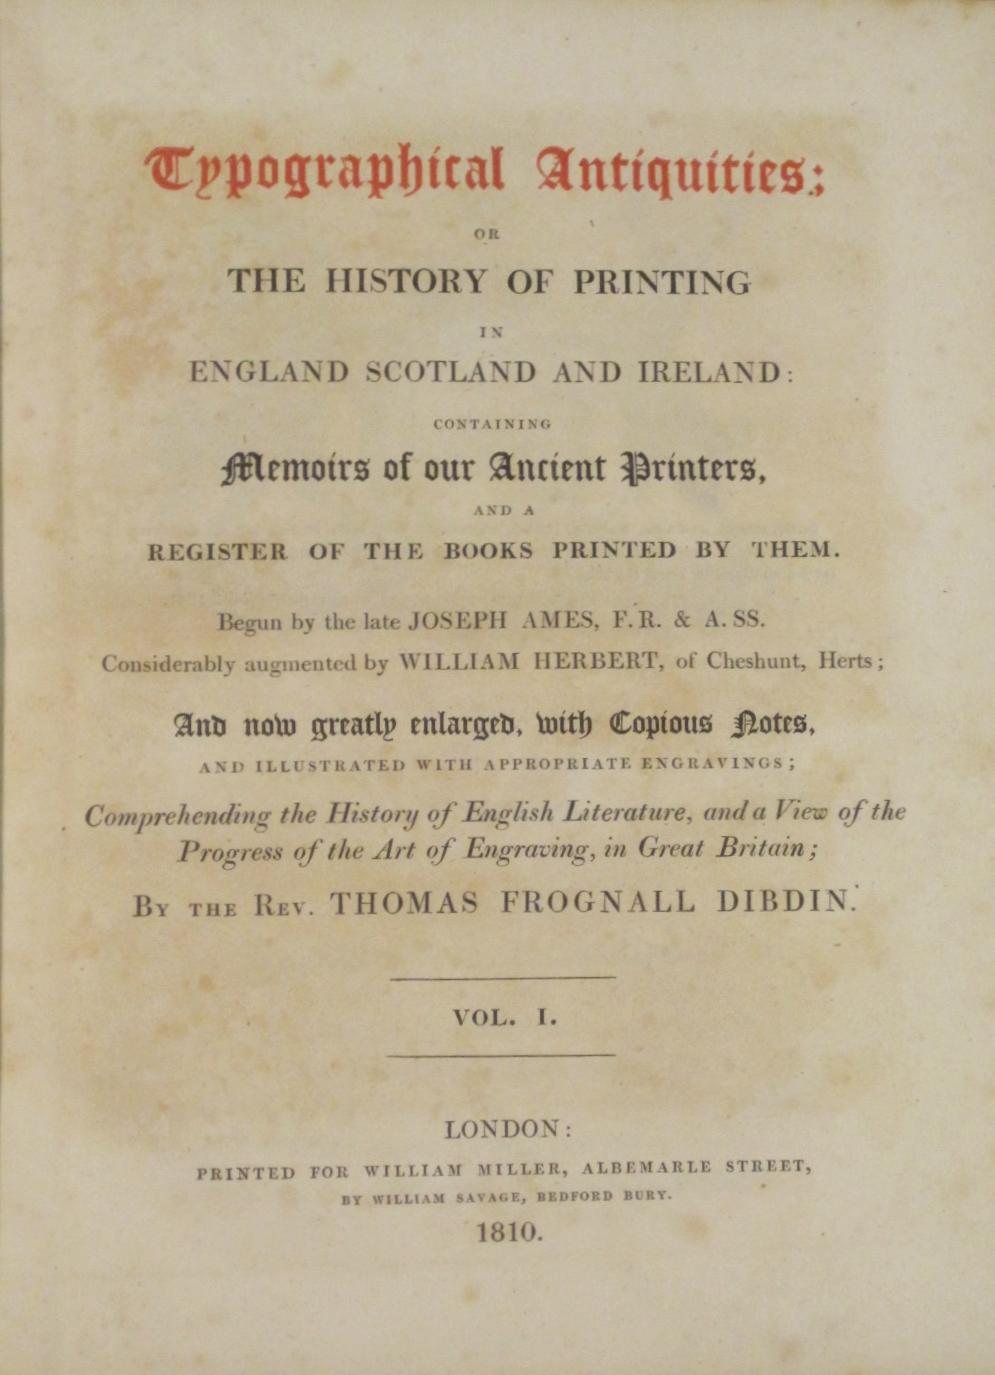 Typographical Antiquities;
OR
THE HISTORY OF PRINTING
IN
ENGLAND SCOTLAND AND IRELAND:
CONTAINING
Memoirs of our Ancient Printers,
AND A
REGISTER OF THE BOOKS PRINTED BY THEM.
Begun by the late JOSEPH AMES, F. R. & A. SS.
Considerably augmented by WILLIAM HERBERT, of Cheshunt, Herts;
And now greatly enlarged, with Copious Notes,
AND ILLUSTRATED WITH APPROPRIATE ENGRAVINGS;
Comprehending the History of English Literature, and a View of the
Progress of the Art of Engraving, in Great Britain;
BY THE REV. THOMAS FROGNALL DIBDIN.
VOL. I.
LONDON:
PRINTED FOR WILLIAM MILLER, ALBEMARLE STREET,
BY WILLIAM SAVAGE, BEDFORD BURY.
1810.